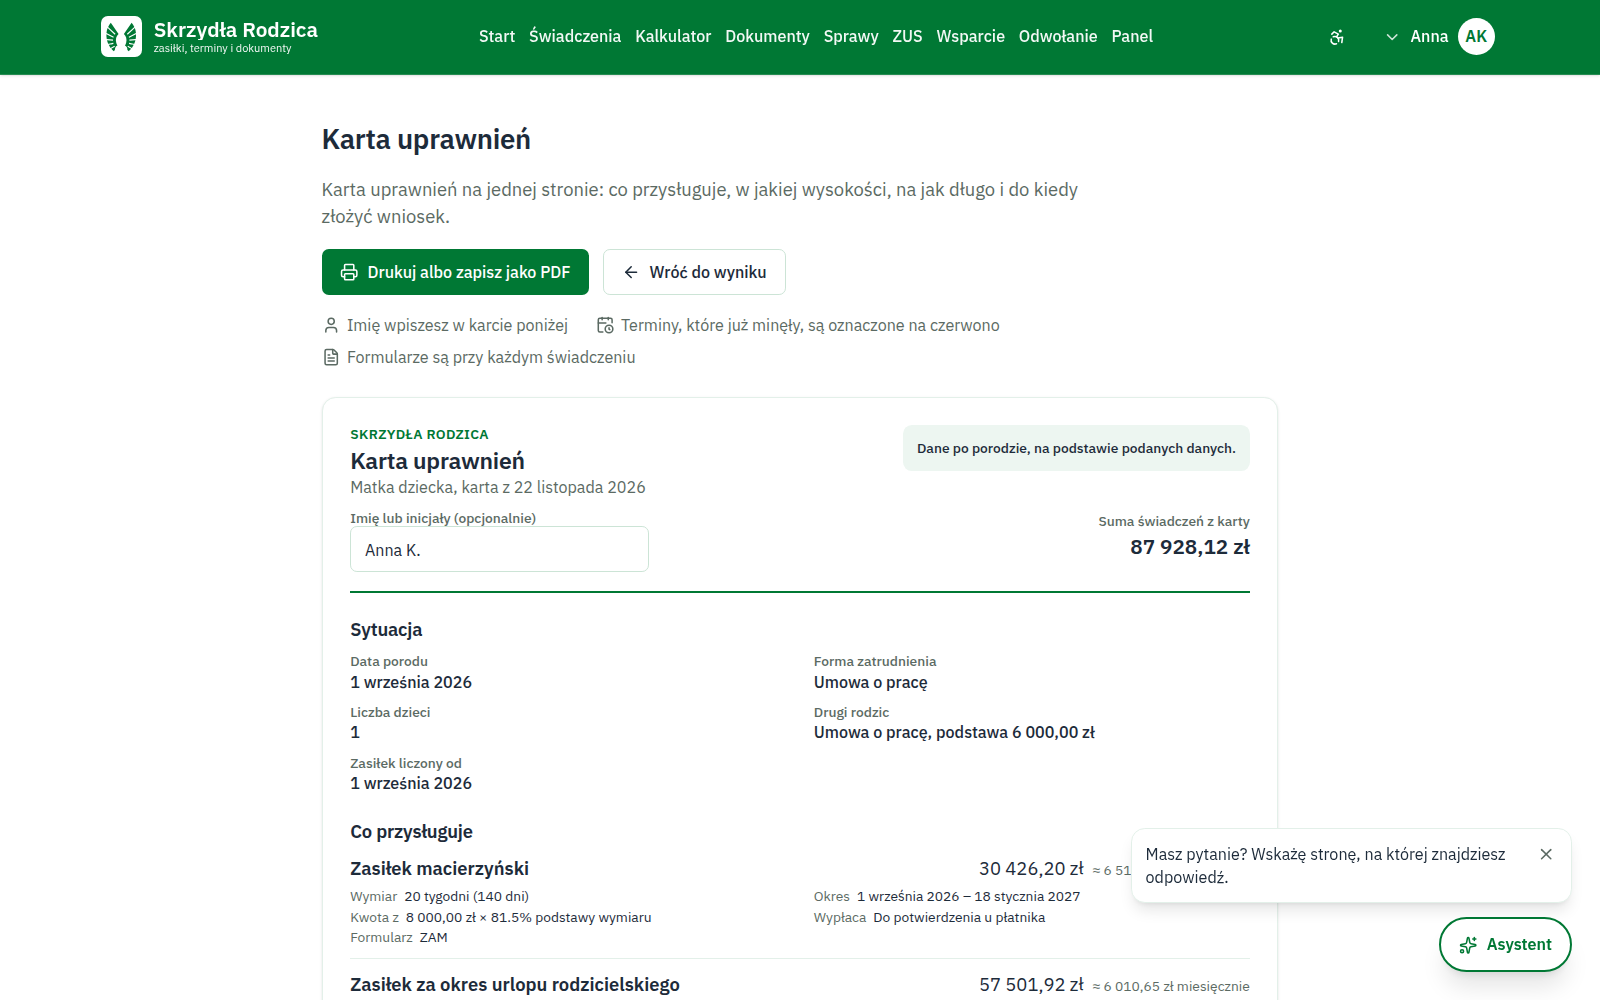 Skrzydła Rodzica
zasiłki, terminy i dokumenty
Start Świadczenia Kalkulator Dokumenty Sprawy ZUS Wsparcie Odwołanie Panel
Anna AK
Karta uprawnień
Karta uprawnień na jednej stronie: co przysługuje, w jakiej wysokości, na jak długo i do kiedy
złożyć wniosek.
Drukuj albo zapisz jako PDF
Wróć do wyniku
Imię wpiszesz w karcie poniżej
Terminy, które już minęły, są oznaczone na czerwono
Formularze są przy każdym świadczeniu
SKRZYDŁA RODZICA
Karta uprawnień
Matka dziecka, karta z 22 listopada 2026
Dane po porodzie, na podstawie podanych danych.
Imię lub inicjały (opcjonalnie)
Anna K.
Suma świadczeń z karty
87 928,12 zł
Sytuacja
Data porodu
1 września 2026
Forma zatrudnienia
Umowa o pracę
Liczba dzieci
1
Drugi rodzic
Umowa o pracę, podstawa 6 000,00 zł
Zasiłek liczony od
1 września 2026
Co przysługuje
Zasiłek macierzyński 30 426,20 zł ≈ 6 51
Wymiar 20 tygodni (140 dni)
Okres 1 września 2026 – 18 stycznia 2027
Kwota z 8 000,00 zł × 81.5% podstawy wymiaru
Wypłaca Do potwierdzenia u płatnika
Formularz ZAM
Zasiłek za okres urlopu rodzicielskiego 57 501,92 zł ≈ 6 010,65 zł miesięcznie
Masz pytanie? Wskażę stronę, na której znajdziesz
odpowiedź.
Asystent